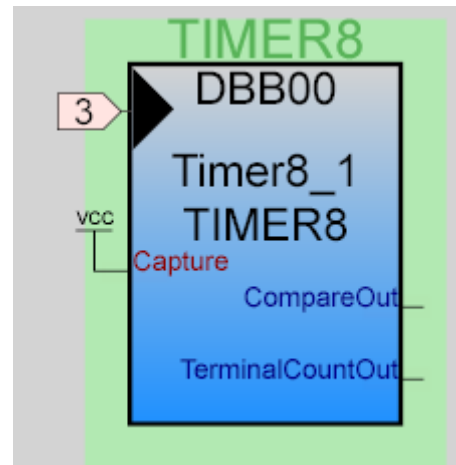 TIMER8
DBB00
3
Timer8_1
TIMER8
vcc
Capture
CompareOut
TerminalCountOut